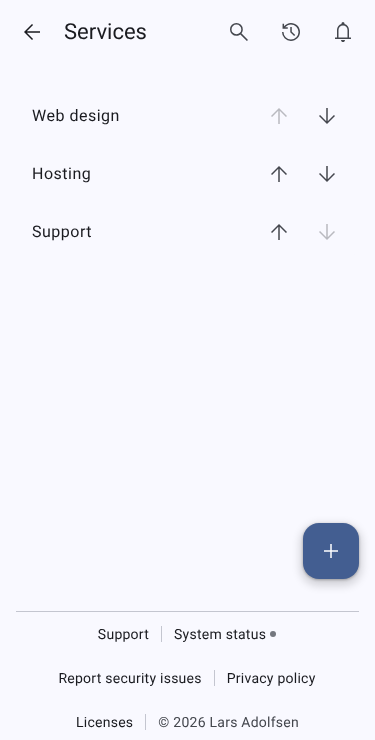 Services
Web design
Hosting
Support
Support
System status
Report security issues
Privacy policy
Licenses
© 2026 Lars Adolfsen